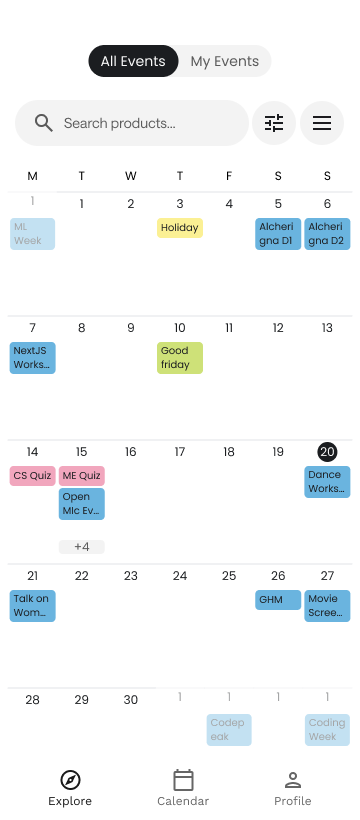 All Events My Events
Search products...
M T W T F S S
1 1 2 3 4 5 6
ML
Week
Holiday
Alcheri
gna D1
Alcheri
gna D2
7 8 9 10 11 12 13
NextJS
Works...
Good
friday
14 15 16 17 18 19 20
CS Quiz
ME Quiz
Open
MIc Ev...
+4
Dance
Works...
21 22 23 24 25 26 27
Talk on
Wom...
GHM
Movie
Scree...
28 29 30 1 1 1 1
Codep
eak
Coding
Week
Explore Calendar Profile